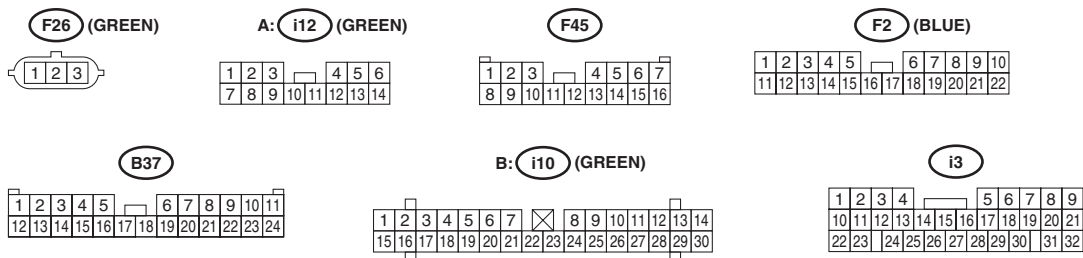 F26 (GREEN)
A: i12 (GREEN)
F45
F2 (BLUE)
1 2 3
1 2 3 4 5 6
7 8 9 10 11 12 13 14
1 2 3 4 5 6 7
8 9 10 11 12 13 14 15 16
1 2 3 4 5 6 7 8 9 10
11 12 13 14 15 16 17 18 19 20 21 22
B37
B: i10 (GREEN)
i3
1 2 3 4 5 6 7 8 9 10 11
12 13 14 15 16 17 18 19 20 21 22 23 24
1 2 3 4 5 6 7 8 9 10 11 12 13 14
15 16 17 18 19 20 21 22 23 24 25 26 27 28 29 30
1 2 3 4 5 6 7 8 9
10 11 12 13 14 15 16 17 18 19 20 21
22 23 24 25 26 27 28 29 30 31 32